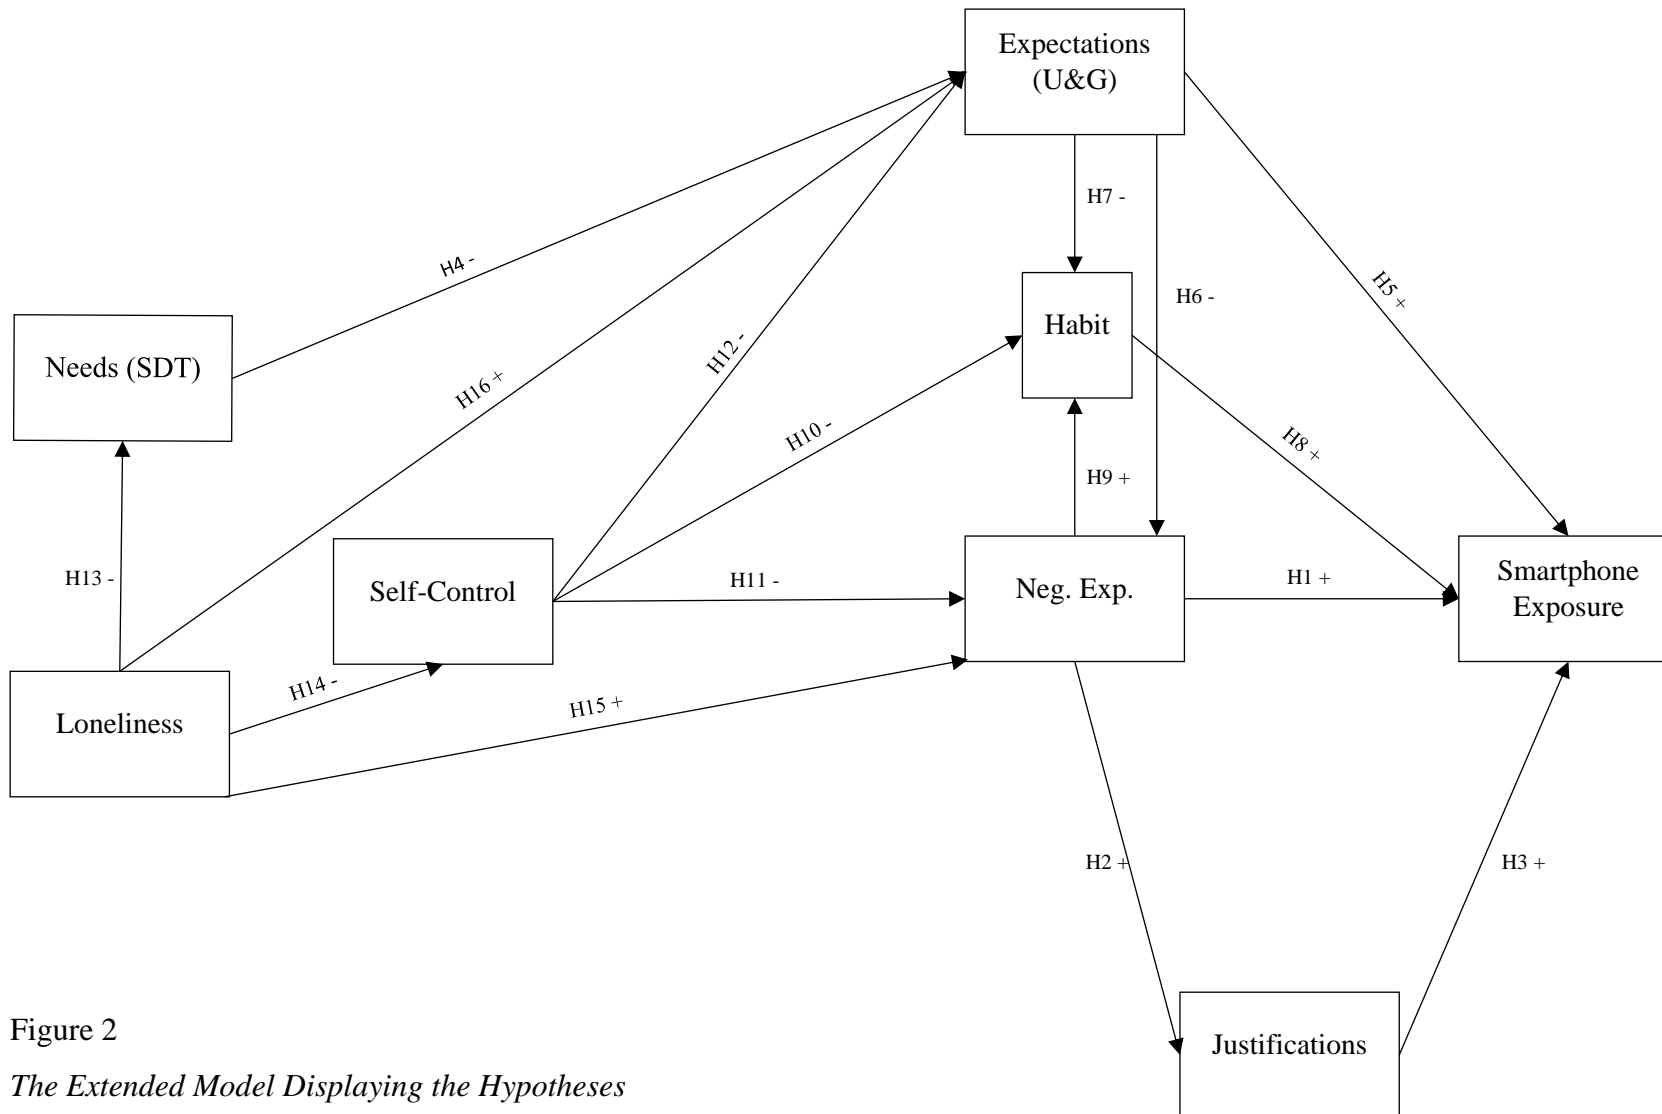 Expectations
(U&G)
H7 -
H4 -
H5 +
H6 -
Habit
H12 -
Needs (SDT)
H16 +
H10 -
H8 +
H9 +
H13 -
Self-Control
H11 -
Neg. Exp.
H1 +
Smartphone
Exposure
H14 -
H15 +
Loneliness
H2 +
H3 +
Justifications
Figure 2
The Extended Model Displaying the Hypotheses